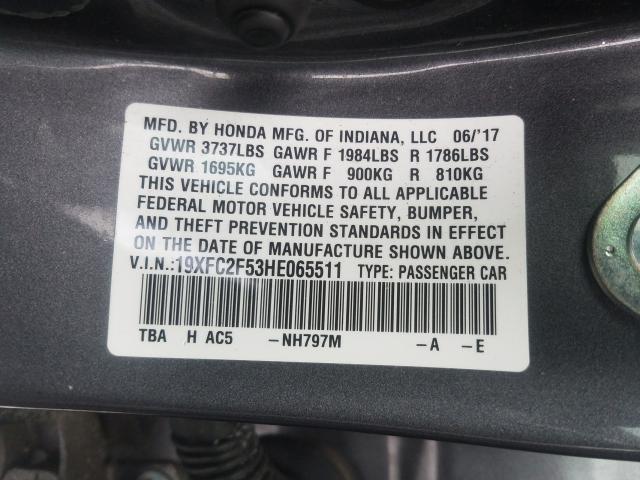 MFD. BY HONDA MFG. OF INDIANA, LLC 06/'17
GVWR 3737LBS GAWR F 1984LBS R 1786LBS
GVWR 1695KG GAWR F 900KG R 810KG
THIS VEHICLE CONFORMS TO ALL APPLICABLE
FEDERAL MOTOR VEHICLE SAFETY, BUMPER,
AND THEFT PREVENTION STANDARDS IN EFFECT
ON THE DATE OF MANUFACTURE SHOWN ABOVE.
V.I.N.:19XFC2F53HE065511 TYPE: PASSENGER CAR
TBA H AC5 -NH797M -A -E